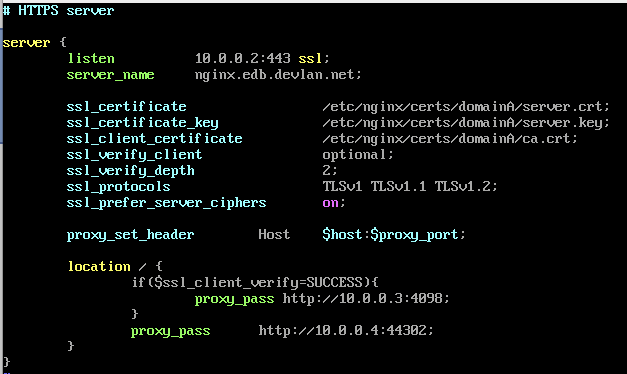 # HTTPS server
server {
listen 10.0.0.2:443 ssl;
server_name nginx.edb.devlan.net;
ssl_certificate /etc/nginx/certs/domainA/server.crt;
ssl_certificate_key /etc/nginx/certs/domainA/server.key;
ssl_client_certificate /etc/nginx/certs/domainA/ca.crt;
ssl_verify_client optional;
ssl_verify_depth 2;
ssl_protocols TLSv1 TLSv1.1 TLSv1.2;
ssl_prefer_server_ciphers on;
proxy_set_header Host $host:$proxy_port;
location / {
if($ssl_client_verify=SUCCESS){
proxy_pass http://10.0.0.3:4098;
}
proxy_pass http://10.0.0.4:44302;
}
}